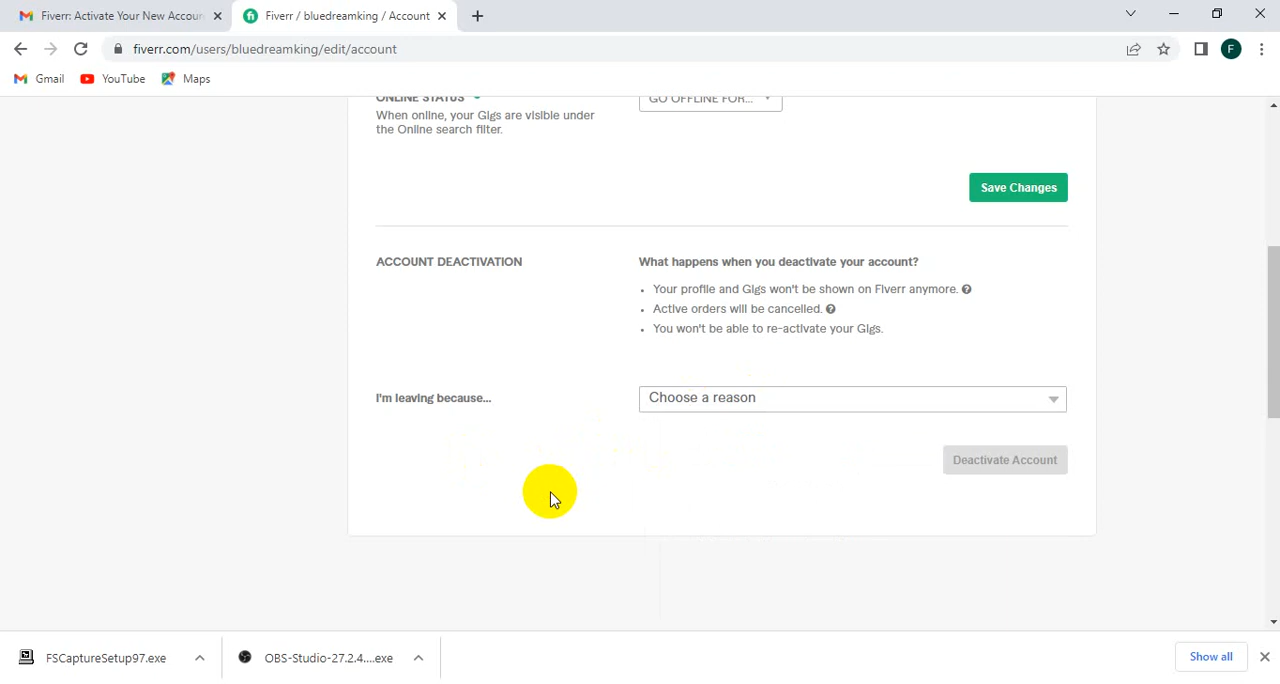 Fiverr: Activate Your New Accoun
Fiverr / bluedreamking / Account
fiverr.com/users/bluedreamking/edit/account
F
Gmail
YouTube
Maps
ONLINE STATUS
GO OFFLINE FOR...
When online, your Gigs are visible under
the Online search filter.
Save Changes
ACCOUNT DEACTIVATION
What happens when you deactivate your account?
• Your profile and Gigs won't be shown on Fiverr anymore.
• Active orders will be cancelled.
• You won't be able to re-activate your Gigs.
I'm leaving because...
Choose a reason
Deactivate Account
FSCaptureSetup97.exe
OBS-Studio-27.2.4....exe
Show all